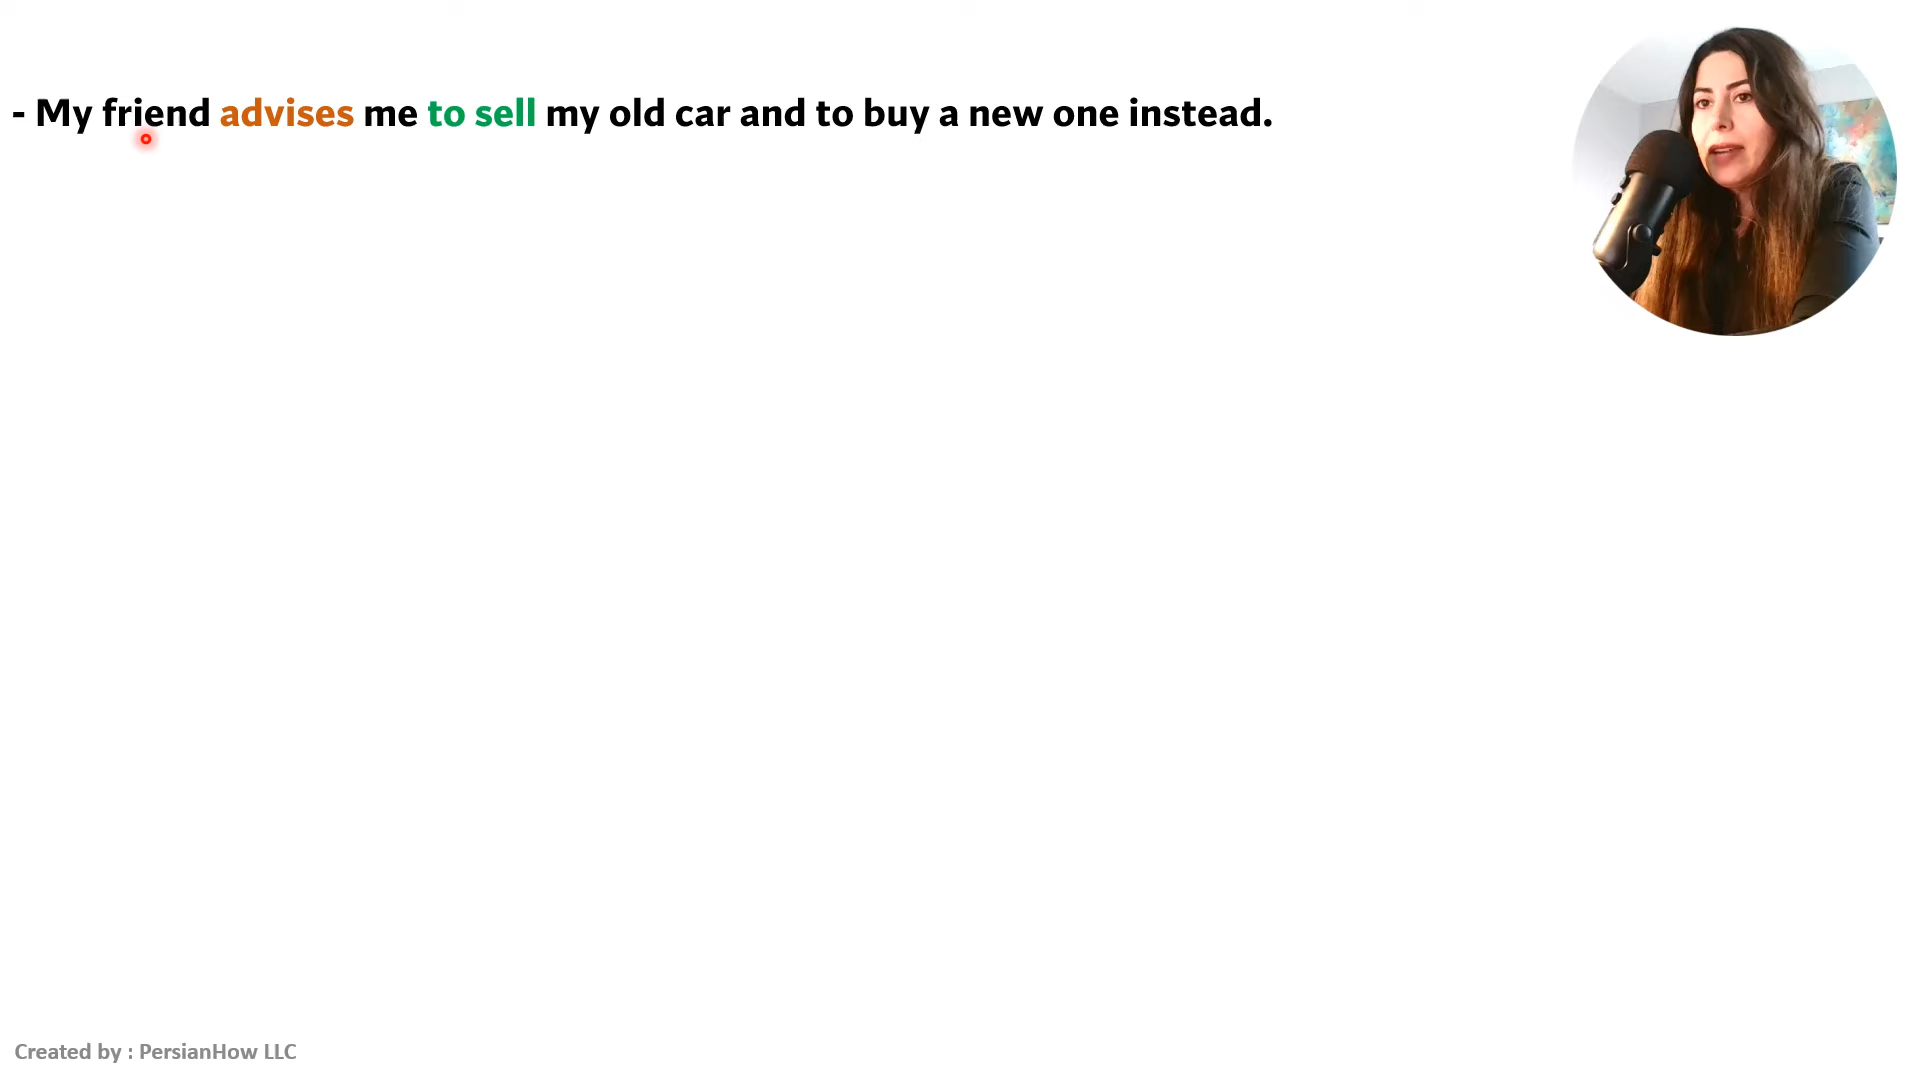 - My friend advises me to sell my old car and to buy a new one instead.
Created by : PersianHow LLC